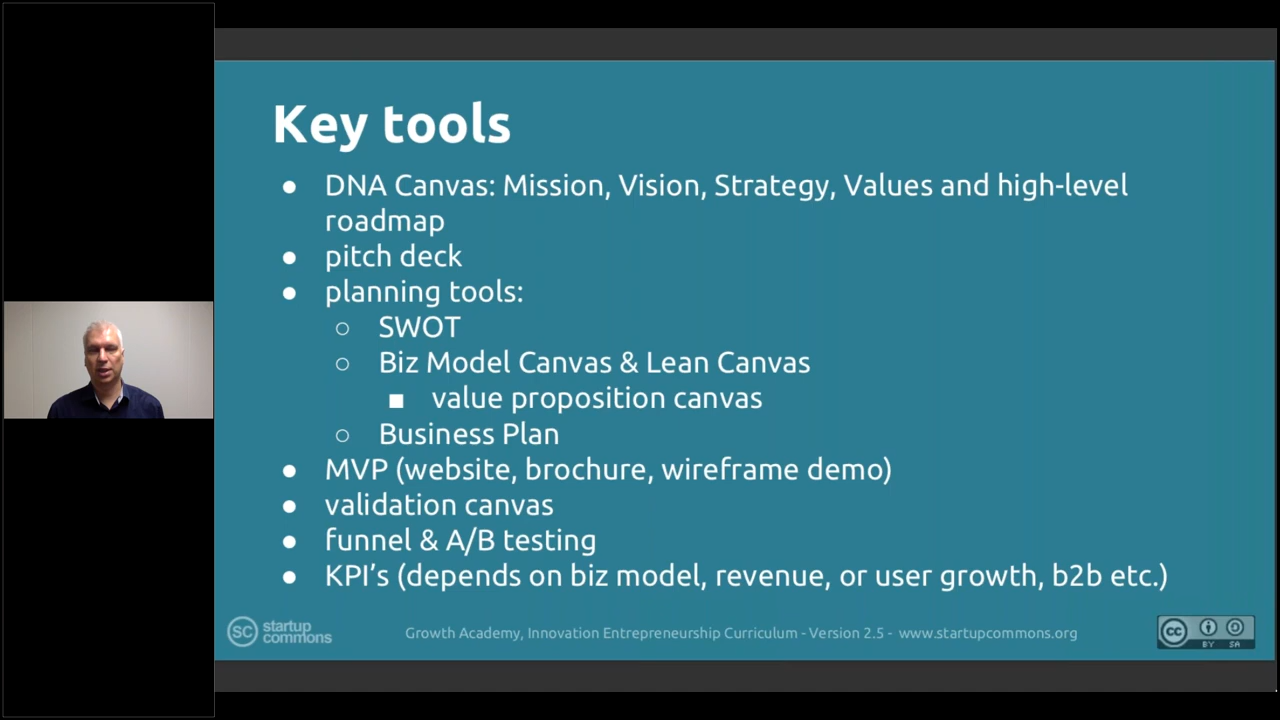 Key tools
● DNA Canvas: Mission, Vision, Strategy, Values and high-level
roadmap
● pitch deck
● planning tools:
○ SWOT
○ Biz Model Canvas & Lean Canvas
■ value proposition canvas
○ Business Plan
● MVP (website, brochure, wireframe demo)
● validation canvas
● funnel & A/B testing
● KPI’s (depends on biz model, revenue, or user growth, b2b etc.)
SC startup
commons
Growth Academy, Innovation Entrepreneurship Curriculum - Version 2.5 - www.startupcommons.org
cc
BY SA